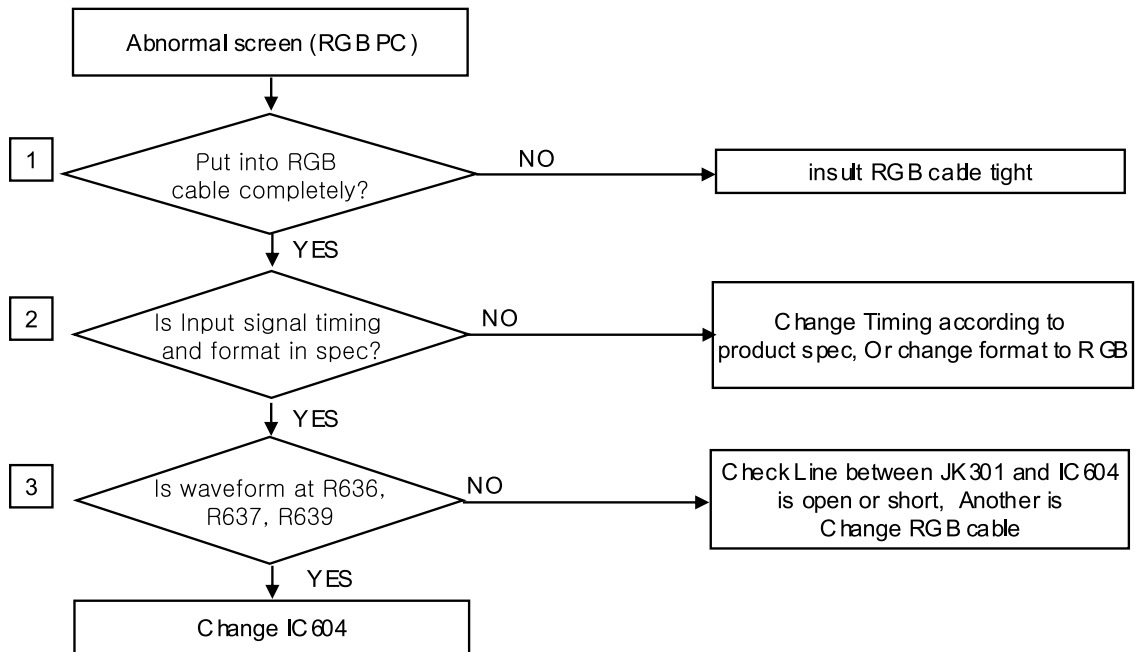 Abnormal screen (RGB PC)
1
Put into RGB
cable completely?
NO
insult RGB cable tight
YES
2
Is Input signal timing
and format in spec?
NO
Change Timing according to
product spec, Or change format to RGB
YES
3
Is waveform at R636,
R637, R639
NO
Check Line between JK301 and IC604
is open or short, Another is
Change RGB cable
YES
Change IC604